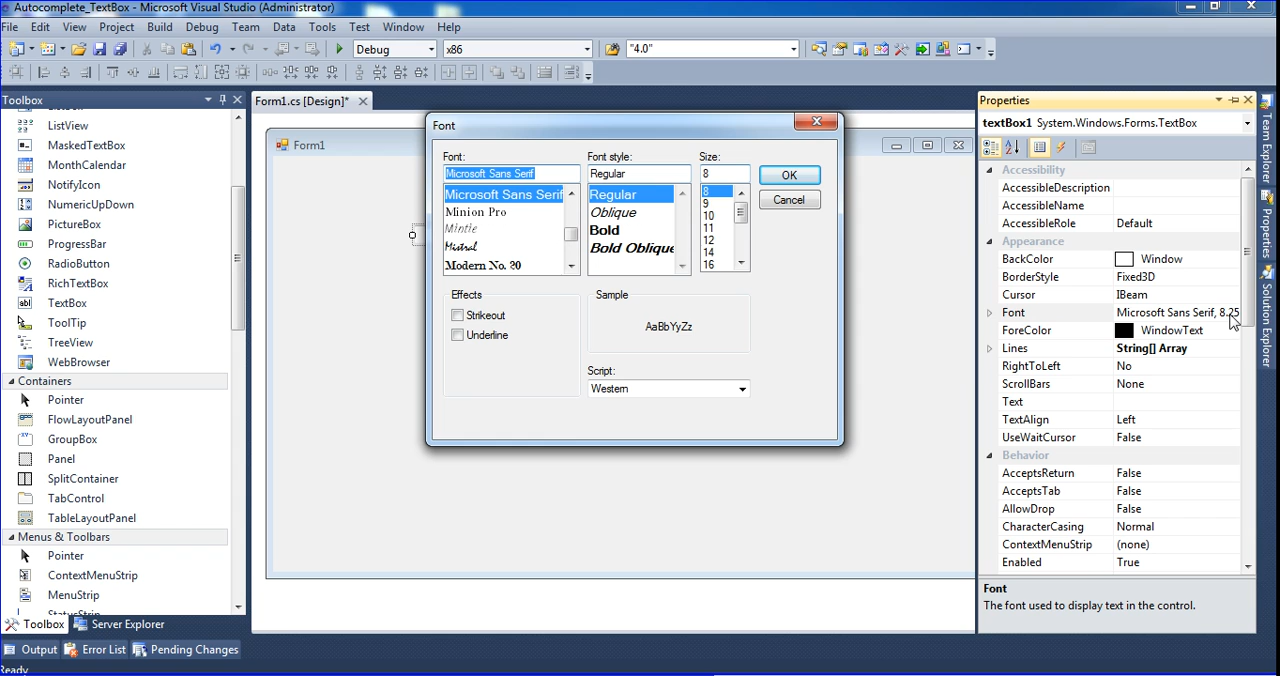 Autocomplete_TextBox - Microsoft Visual Studio (Administrator)
File Edit View Project Build Debug Team Data Tools Test Window Help
Debug x86 "4.0"
Toolbox
ListView
MaskedTextBox
MonthCalendar
NotifyIcon
NumericUpDown
PictureBox
ProgressBar
RadioButton
RichTextBox
TextBox
ToolTip
TreeView
WebBrowser
Containers
Pointer
FlowLayoutPanel
GroupBox
Panel
SplitContainer
TabControl
TableLayoutPanel
Menus & Toolbars
Pointer
ContextMenuStrip
MenuStrip
StatusStrip
Toolbox Server Explorer
Output Error List Pending Changes
Ready
Form1.cs [Design]*
Form1
Font
Font: Font style: Size:
Microsoft Sans Serif Regular 8
Microsoft Sans Serif
Minion Pro
Mintie
Mistral
Modern No. 20
Regular
Oblique
Bold
Bold Oblique
8
9
10
11
12
14
16
OK
Cancel
Effects
Strikeout
Underline
Sample
AaBbYyZz
Script:
Western
Properties
textBox1 System.Windows.Forms.TextBox
Accessibility
AccessibleDescription
AccessibleName
AccessibleRole Default
Appearance
BackColor Window
BorderStyle Fixed3D
Cursor IBeam
Font Microsoft Sans Serif, 8.25
ForeColor WindowText
Lines String[] Array
RightToLeft No
ScrollBars None
Text
TextAlign Left
UseWaitCursor False
Behavior
AcceptsReturn False
AcceptsTab False
AllowDrop False
CharacterCasing Normal
ContextMenuStrip (none)
Enabled True
Font
The font used to display text in the control.
Team Explorer
Properties
Solution Explorer